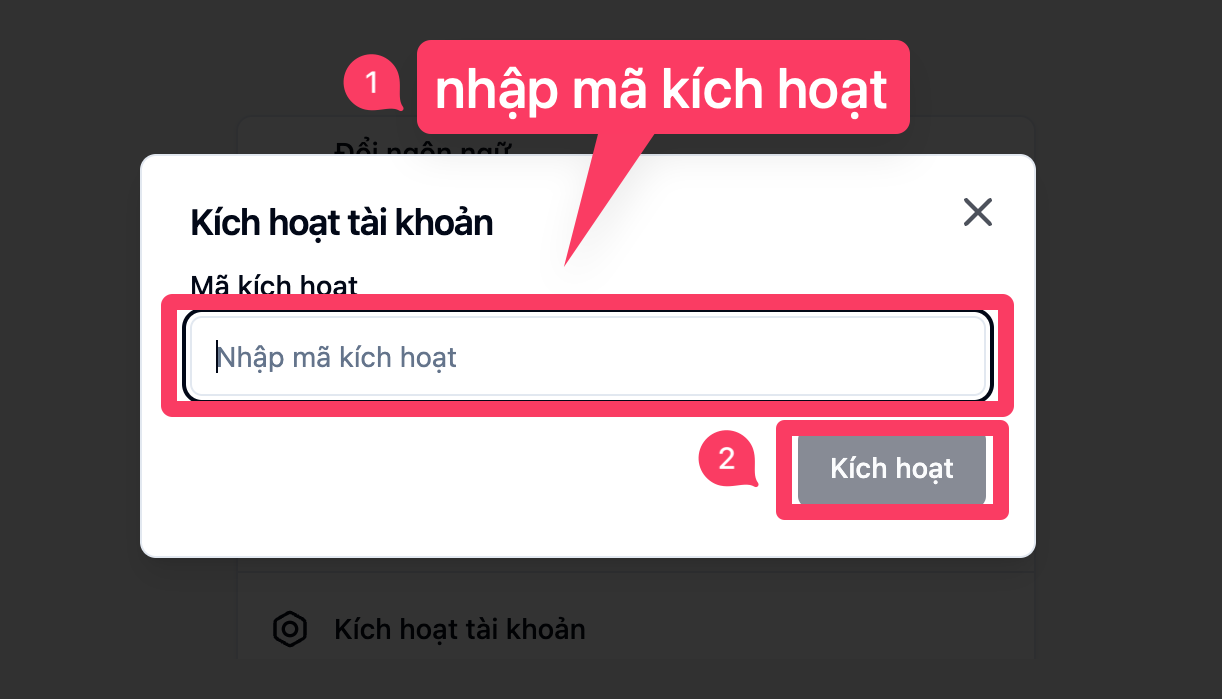 1
nhập mã kích hoạt
Đổi ngôn ngữ
Kích hoạt tài khoản
Mã kích hoạt
Nhập mã kích hoạt
2
Kích hoạt
Kích hoạt tài khoản